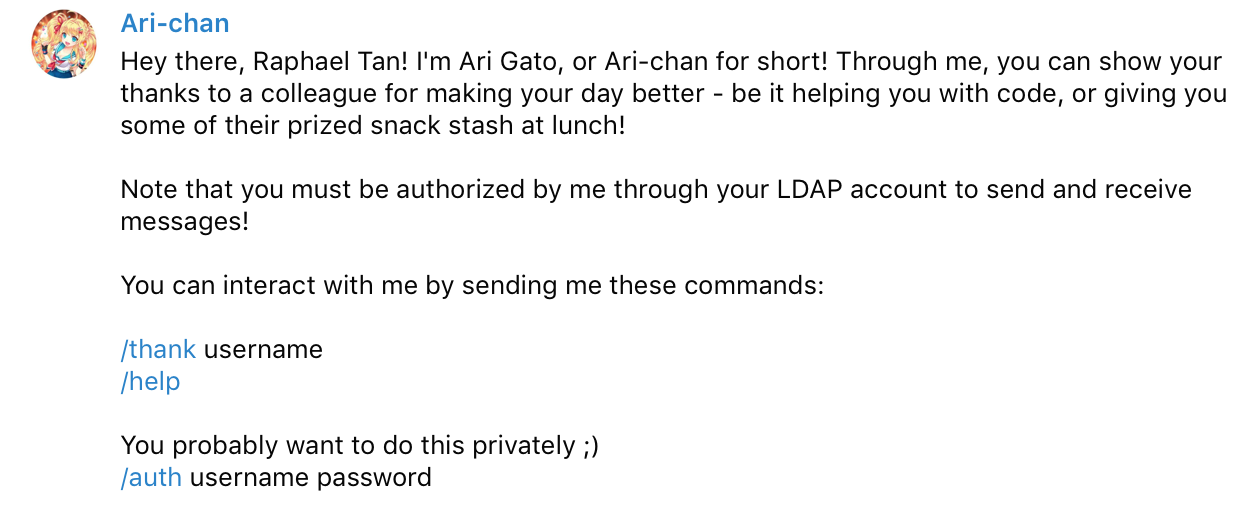 Ari-chan
Hey there, Raphael Tan! I'm Ari Gato, or Ari-chan for short! Through me, you can show your
thanks to a colleague for making your day better - be it helping you with code, or giving you
some of their prized snack stash at lunch!
Note that you must be authorized by me through your LDAP account to send and receive
messages!
You can interact with me by sending me these commands:
/thank username
/help
You probably want to do this privately ;)
/auth username password